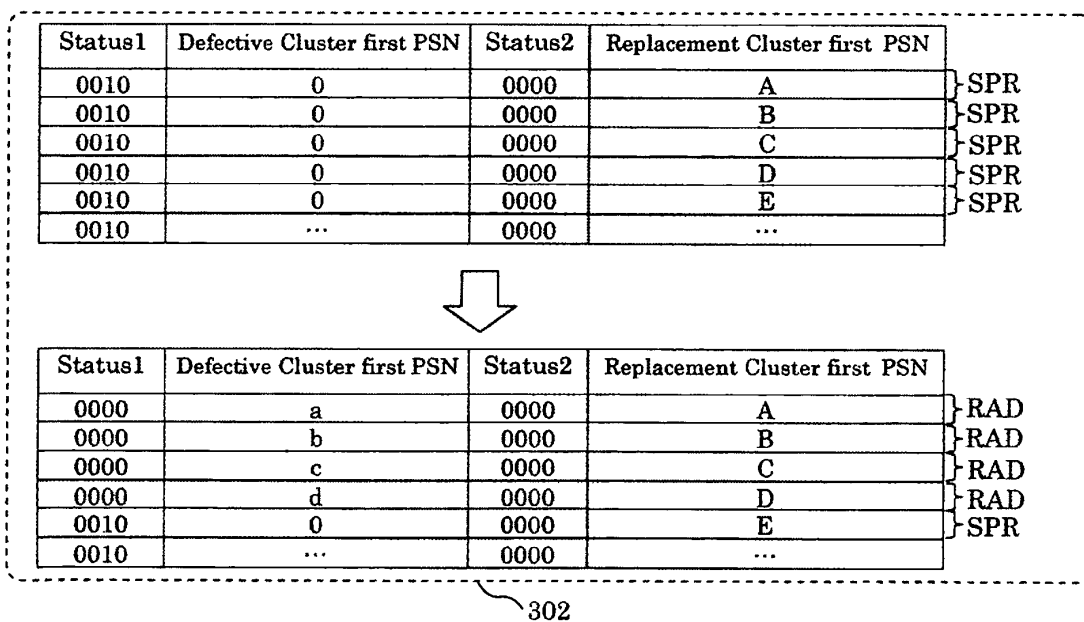 Status1 Defective Cluster first PSN Status2 Replacement Cluster first PSN
0010 0 0000 A SPR
0010 0 0000 B SPR
0010 0 0000 C SPR
0010 0 0000 D SPR
0010 0 0000 E SPR
0010 ... 0000 ...
Status1 Defective Cluster first PSN Status2 Replacement Cluster first PSN
0000 a 0000 A RAD
0000 b 0000 B RAD
0000 c 0000 C RAD
0000 d 0000 D RAD
0010 0 0000 E SPR
0010 ... 0000 ...
302